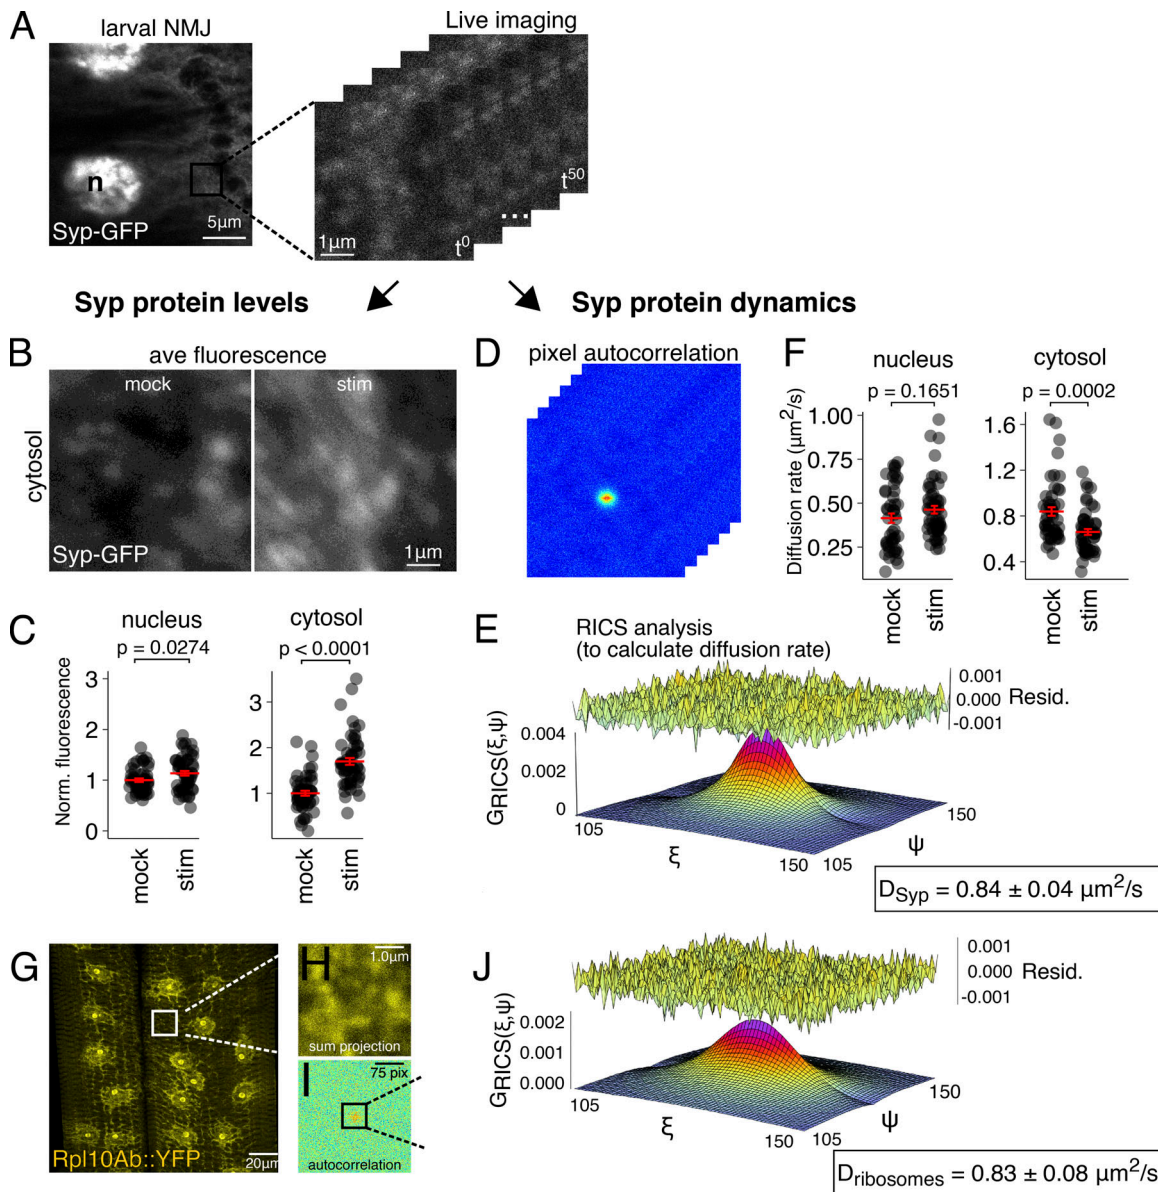 A
larval NMJ
n
Syp-GFP
5µm
Live imaging
1µm
t0
...
t50
Syp protein levels
Syp protein dynamics
B
ave fluorescence
mock
stim
cytosol
Syp-GFP
1µm
C
nucleus
cytosol
p = 0.0274
p < 0.0001
Norm. fluorescence
3
2
1
0
3
2
1
mock
stim
mock
stim
D
pixel autocorrelation
F
nucleus
cytosol
p = 0.1651
p = 0.0002
Diffusion rate (µm²/s)
1.00
0.75
0.50
0.25
1.6
1.2
0.8
0.4
mock
stim
mock
stim
E
RICS analysis
(to calculate diffusion rate)
0.001
0.000
-0.001
Resid.
GRICS(ξ,ψ)
0.004
0.002
0
105
ξ
150
105
ψ
150
DSyp = 0.84 ± 0.04 µm²/s
G
Rpl10Ab::YFP
20µm
H
1.0µm
sum projection
I
75 pix
autocorrelation
J
0.001
0.000
-0.001
Resid.
GRICS(ξ,ψ)
0.002
0.001
0.000
105
ξ
150
105
ψ
150
Dribosomes = 0.83 ± 0.08 µm²/s